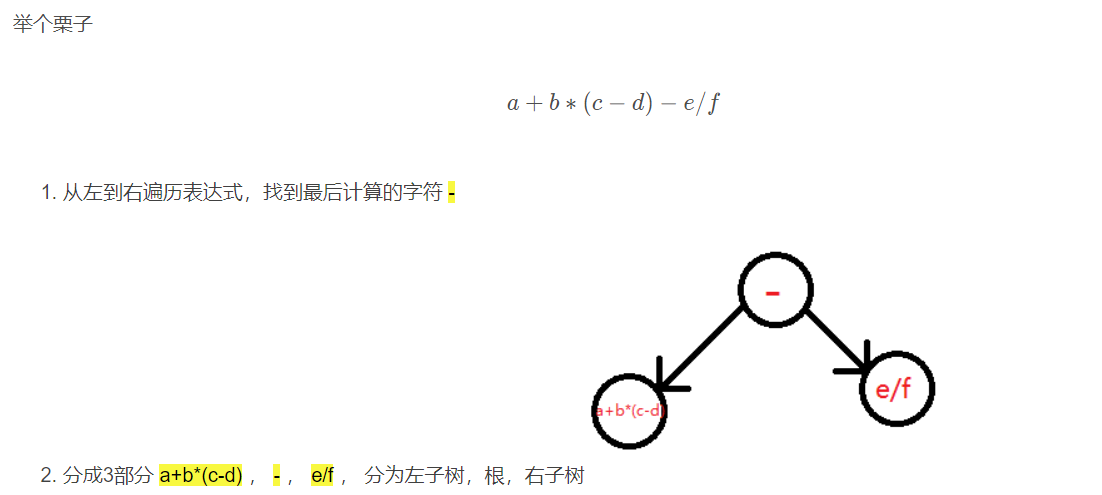 举个栗子
a + b ∗ (c − d) − e/f
1. 从左到右遍历表达式，找到最后计算的字符 -
-
a+b*(c-d)
e/f
2. 分成3部分 a+b*(c-d) ， - ， e/f ， 分为左子树，根，右子树